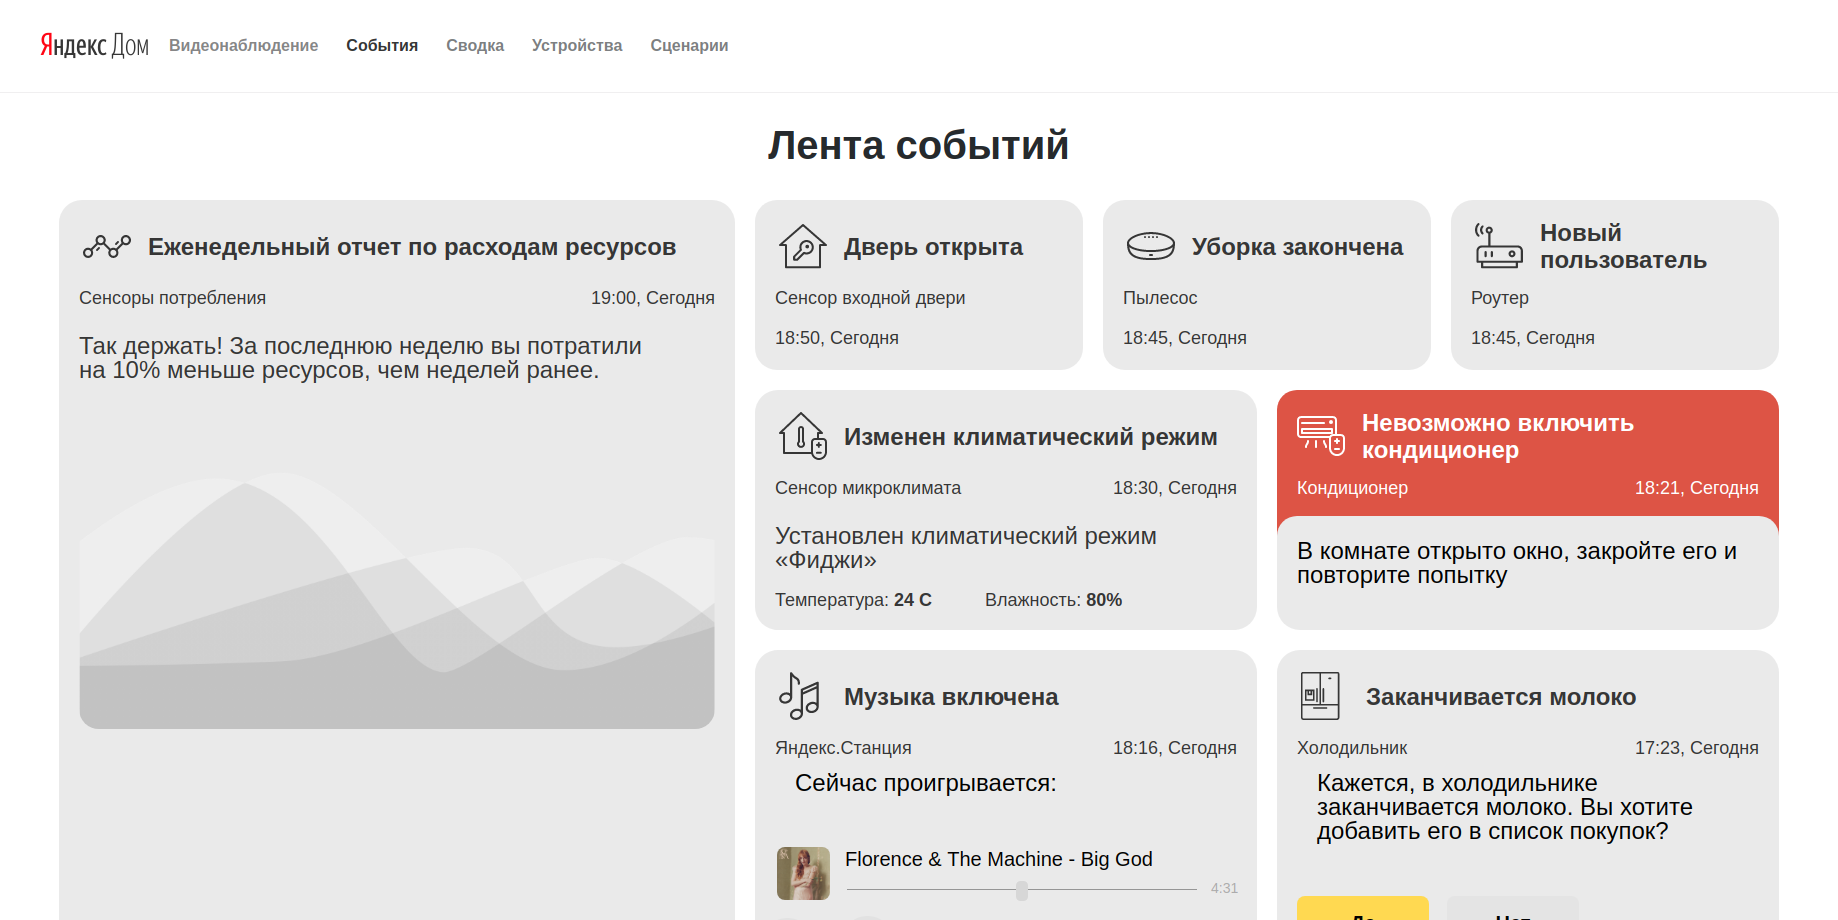 Яндекс Дом Видеонаблюдение События Сводка Устройства Сценарии
Лента событий
Еженедельный отчет по расходам ресурсов
Сенсоры потребления 19:00, Сегодня
Так держать! За последнюю неделю вы потратили
на 10% меньше ресурсов, чем неделей ранее.
Дверь открыта
Сенсор входной двери
18:50, Сегодня
Уборка закончена
Пылесос
18:45, Сегодня
Новый
пользователь
Роутер
18:45, Сегодня
Изменен климатический режим
Сенсор микроклимата 18:30, Сегодня
Установлен климатический режим
«Фиджи»
Температура: 24 C Влажность: 80%
Невозможно включить
кондиционер
Кондиционер 18:21, Сегодня
В комнате открыто окно, закройте его и
повторите попытку
Музыка включена
Яндекс.Станция 18:16, Сегодня
Сейчас проигрывается:
Florence & The Machine - Big God
4:31
Заканчивается молоко
Холодильник 17:23, Сегодня
Кажется, в холодильнике
заканчивается молоко. Вы хотите
добавить его в список покупок?
Да Нет